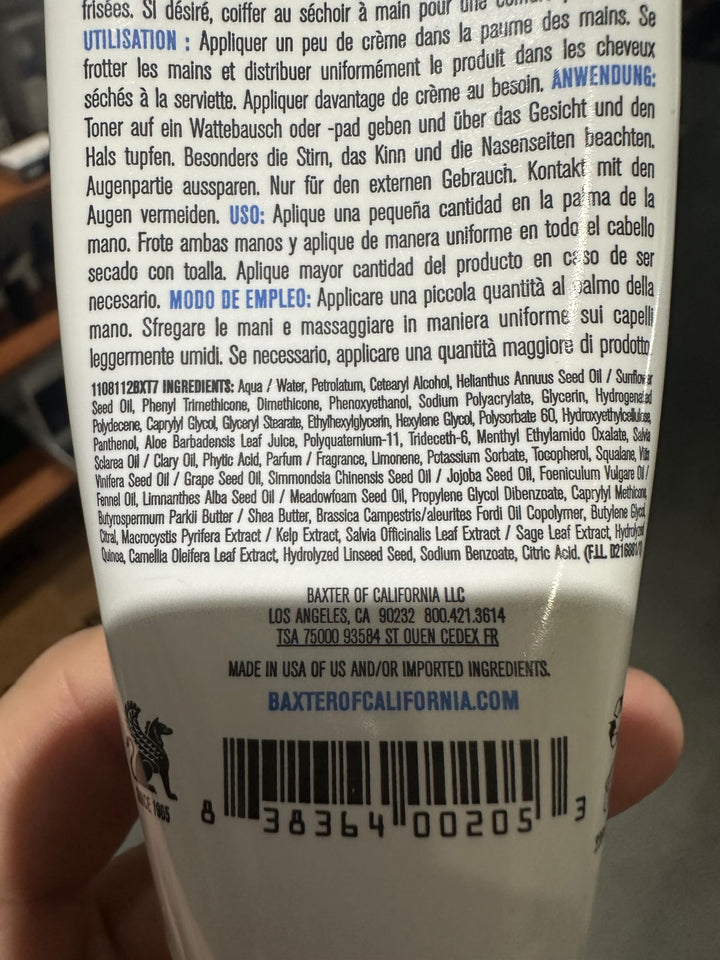 frisées. Si désiré, coiffer au séchoir à main pour une
UTILISATION : Appliquer un peu de crème dans la paume des mains. Se
frotter les mains et distribuer uniformément le produit dans les cheveux
séchés à la serviette. Appliquer davantage de crème au besoin. ANWENDUNG:
Toner auf ein Wattebausch oder -pad geben und über das Gesicht und den
Hals tupfen. Besonders die Stirn, das Kinn und die Nasenseiten beachten.
Augenpartie aussparen. Nur für den externen Gebrauch. Kontakt mit den
Augen vermeiden. USO: Aplique una pequeña cantidad en la palma de la
mano. Frote ambas manos y aplique de manera uniforme en todo el cabello
secado con toalla. Aplique mayor cantidad del producto en caso de ser
necesario. MODO DE EMPLEO: Applicare una piccola quantità al palmo della
mano. Sfregare le mani e massaggiare in maniera uniforme sui capelli
leggermente umidi. Se necessario, applicare una quantità maggiore di prodotto
1108112BXT7 INGREDIENTS: Aqua / Water, Petrolatum, Cetearyl Alcohol, Helianthus Annuus Seed Oil / Sunflower
Seed Oil, Phenyl Trimethicone, Dimethicone, Phenoxyethanol, Sodium Polyacrylate, Glycerin, Hydrogenated
Polydecene, Caprylyl Glycol, Glyceryl Stearate, Ethylhexylglycerin, Hexylene Glycol, Polysorbate 60, Hydroxyethylcellulose,
Panthenol, Aloe Barbadensis Leaf Juice, Polyquaternium-11, Trideceth-6, Menthyl Ethylamido Oxalate, Salvia
Sclarea Oil / Clary Oil, Phytic Acid, Parfum / Fragrance, Limonene, Potassium Sorbate, Tocopherol, Squalane, Vitis
Vinifera Seed Oil / Grape Seed Oil, Simmondsia Chinensis Seed Oil / Jojoba Seed Oil, Foeniculum Vulgare Oil /
Fennel Oil, Limnanthes Alba Seed Oil / Meadowfoam Seed Oil, Propylene Glycol Dibenzoate, Caprylyl Methicone,
Butyrospermum Parkii Butter / Shea Butter, Brassica Campestris/aleurites Fordi Oil Copolymer, Butylene Glycol,
Citral, Macrocystis Pyrifera Extract / Kelp Extract, Salvia Officinalis Leaf Extract / Sage Leaf Extract, Hydrolyzed
Quinoa, Camellia Oleifera Leaf Extract, Hydrolyzed Linseed Seed, Sodium Benzoate, Citric Acid. (F.I.L.
BAXTER OF CALIFORNIA LLC
LOS ANGELES, CA 90232 800.421.3614
TSA 75000 93584 ST OUEN CEDEX FR
MADE IN USA OF US AND/OR IMPORTED INGREDIENTS.
BAXTEROFCALIFORNIA.COM
SINCE 1965
8 38364 00205 3